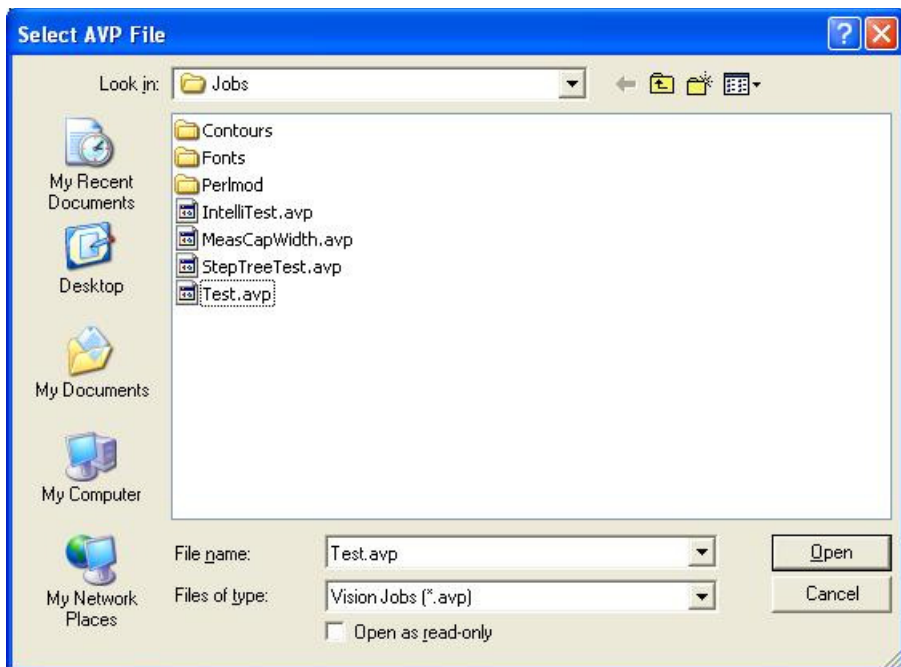 Select AVP File
Look in: Jobs
My Recent
Documents
Desktop
My Documents
My Computer
My Network
Places
Contours
Fonts
Perlmod
IntelliTest.avp
MeasCapWidth.avp
StepTreeTest.avp
Test.avp
File name: Test.avp
Open
Files of type: Vision Jobs (*.avp)
Cancel
Open as read-only